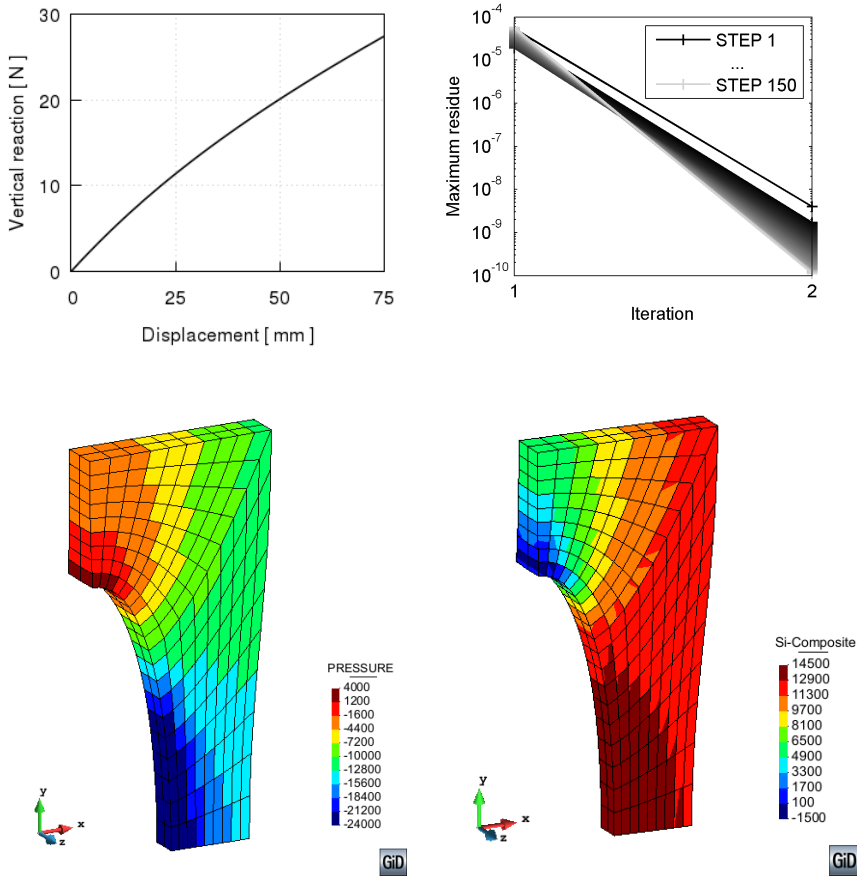 30
20
10
0
0
25
50
75
Vertical reaction [ N ]
Displacement [ mm ]
10^-4
10^-5
10^-6
10^-7
10^-8
10^-9
10^-10
Maximum residue
STEP 1
...
STEP 150
1
2
Iteration
PRESSURE
4000
1200
-1600
-4400
-7200
-10000
-12800
-15600
-18400
-21200
-24000
y
x
z
GiD
Si-Composite
14500
12900
11300
9700
8100
6500
4900
3300
1700
100
-1500
y
x
z
GiD